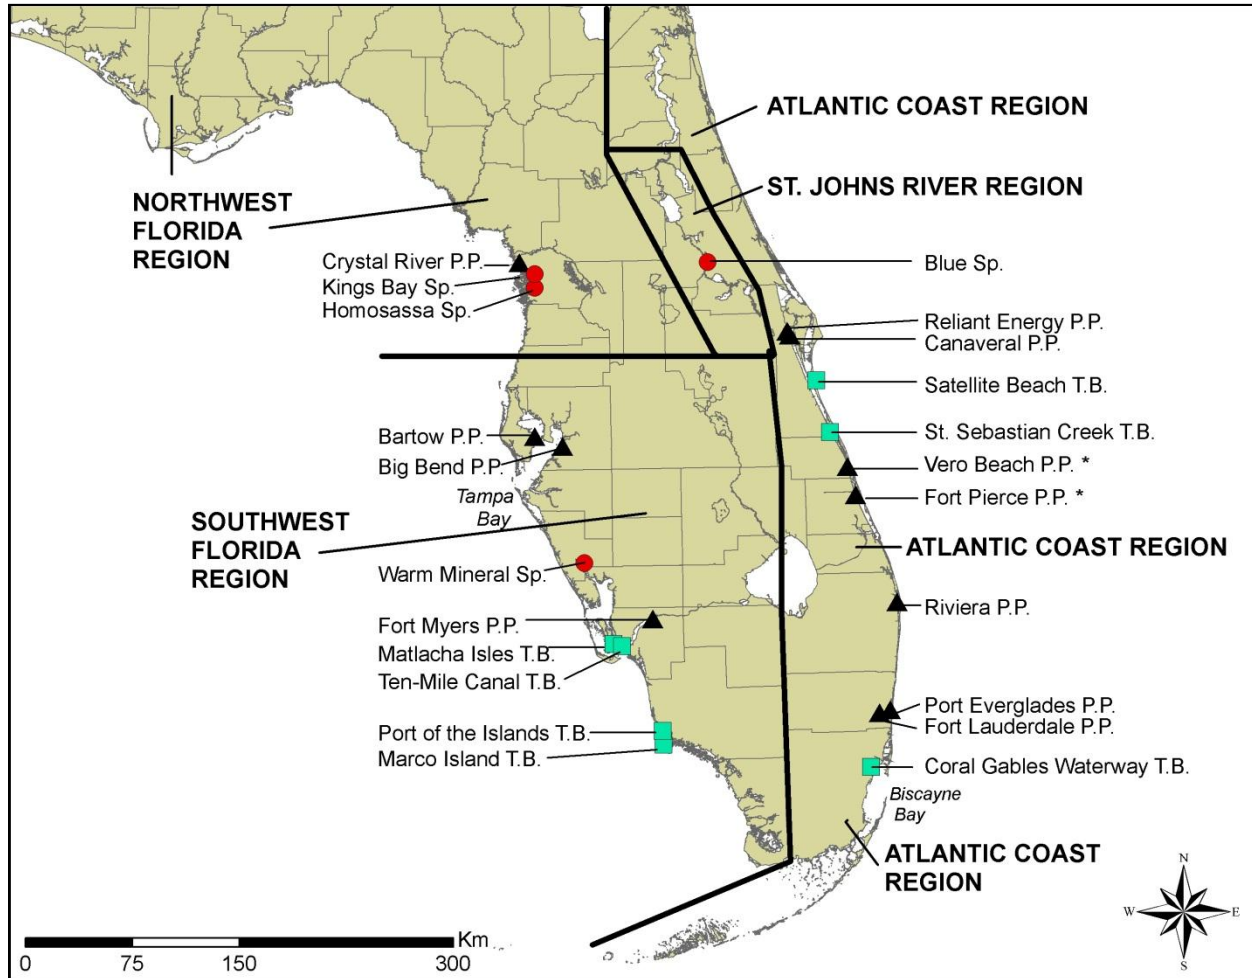 ATLANTIC COAST REGION
ST. JOHNS RIVER REGION
NORTHWEST
FLORIDA
REGION
Crystal River P.P.
Kings Bay Sp.
Homosassa Sp.
Blue Sp.
Reliant Energy P.P.
Canaveral P.P.
Satellite Beach T.B.
St. Sebastian Creek T.B.
Vero Beach P.P. *
Fort Pierce P.P. *
Bartow P.P.
Big Bend P.P.
Tampa
Bay
SOUTHWEST
FLORIDA
REGION
ATLANTIC COAST REGION
Warm Mineral Sp.
Riviera P.P.
Fort Myers P.P.
Matlacha Isles T.B.
Ten-Mile Canal T.B.
Port of the Islands T.B.
Marco Island T.B.
Port Everglades P.P.
Fort Lauderdale P.P.
Coral Gables Waterway T.B.
Biscayne
Bay
ATLANTIC COAST
REGION
N
W E
S
Km
0 75 150 300